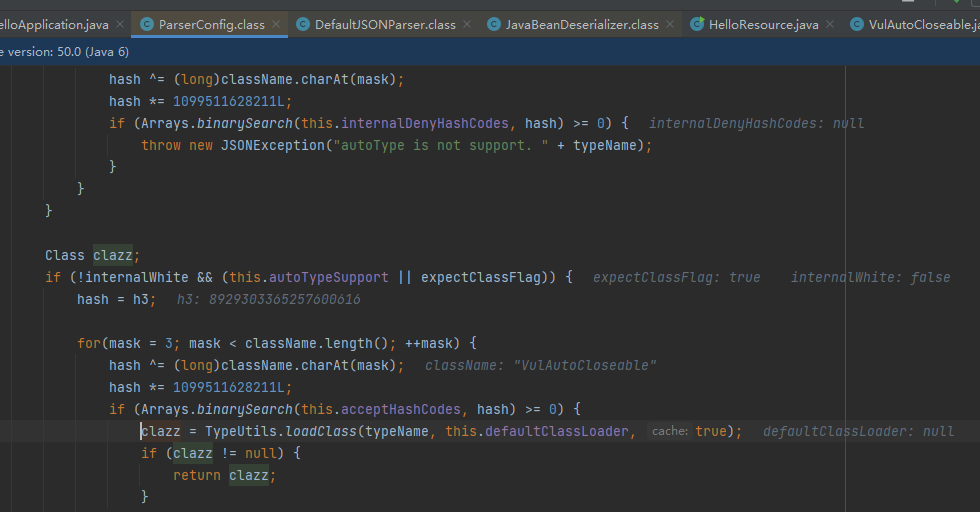 elloApplication.java × ParserConfig.class × DefaultJSONParser.class × JavaBeanDeserializer.class × HelloResource.java × VulAutoCloseable.ja
e version: 50.0 (Java 6)
hash ^= (long)className.charAt(mask);
hash *= 1099511628211L;
if (Arrays.binarySearch(this.internalDenyHashCodes, hash) >= 0) { internalDenyHashCodes: null
throw new JSONException("autoType is not support. " + typeName);
}
}
}
Class clazz;
if (!internalWhite && (this.autoTypeSupport || expectClassFlag)) { expectClassFlag: true internalWhite: false
hash = h3; h3: 8929303365257600616
for(mask = 3; mask < className.length(); ++mask) {
hash ^= (long)className.charAt(mask); className: "VulAutoCloseable"
hash *= 1099511628211L;
if (Arrays.binarySearch(this.acceptHashCodes, hash) >= 0) {
clazz = TypeUtils.loadClass(typeName, this.defaultClassLoader, cache: true); defaultClassLoader: null
if (clazz != null) {
return clazz;
}